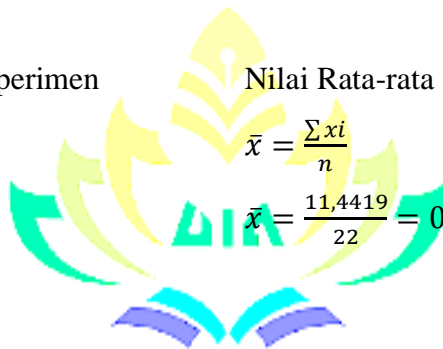 perimen Nilai Rata-rata
x̄ = ∑ xi / n
x̄ = 11,4419 / 22 = 0